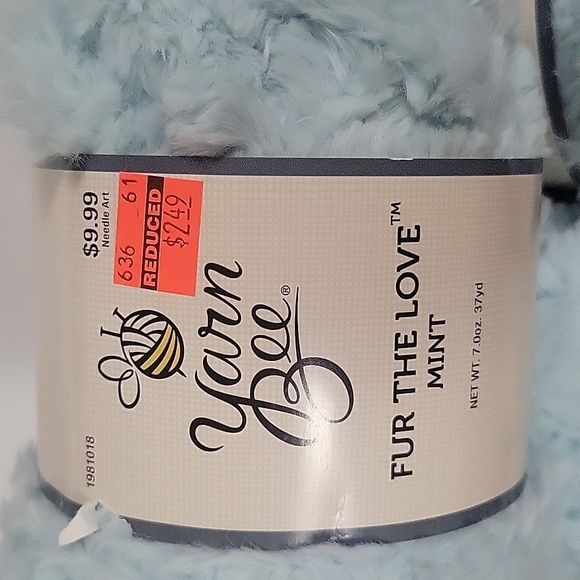 $9.99
Needle Art
636 61
REDUCED
$2.49
Yarn
Bee®
FUR THE LOVE™
MINT
NET WT. 7.0oz. 37yd
1981018